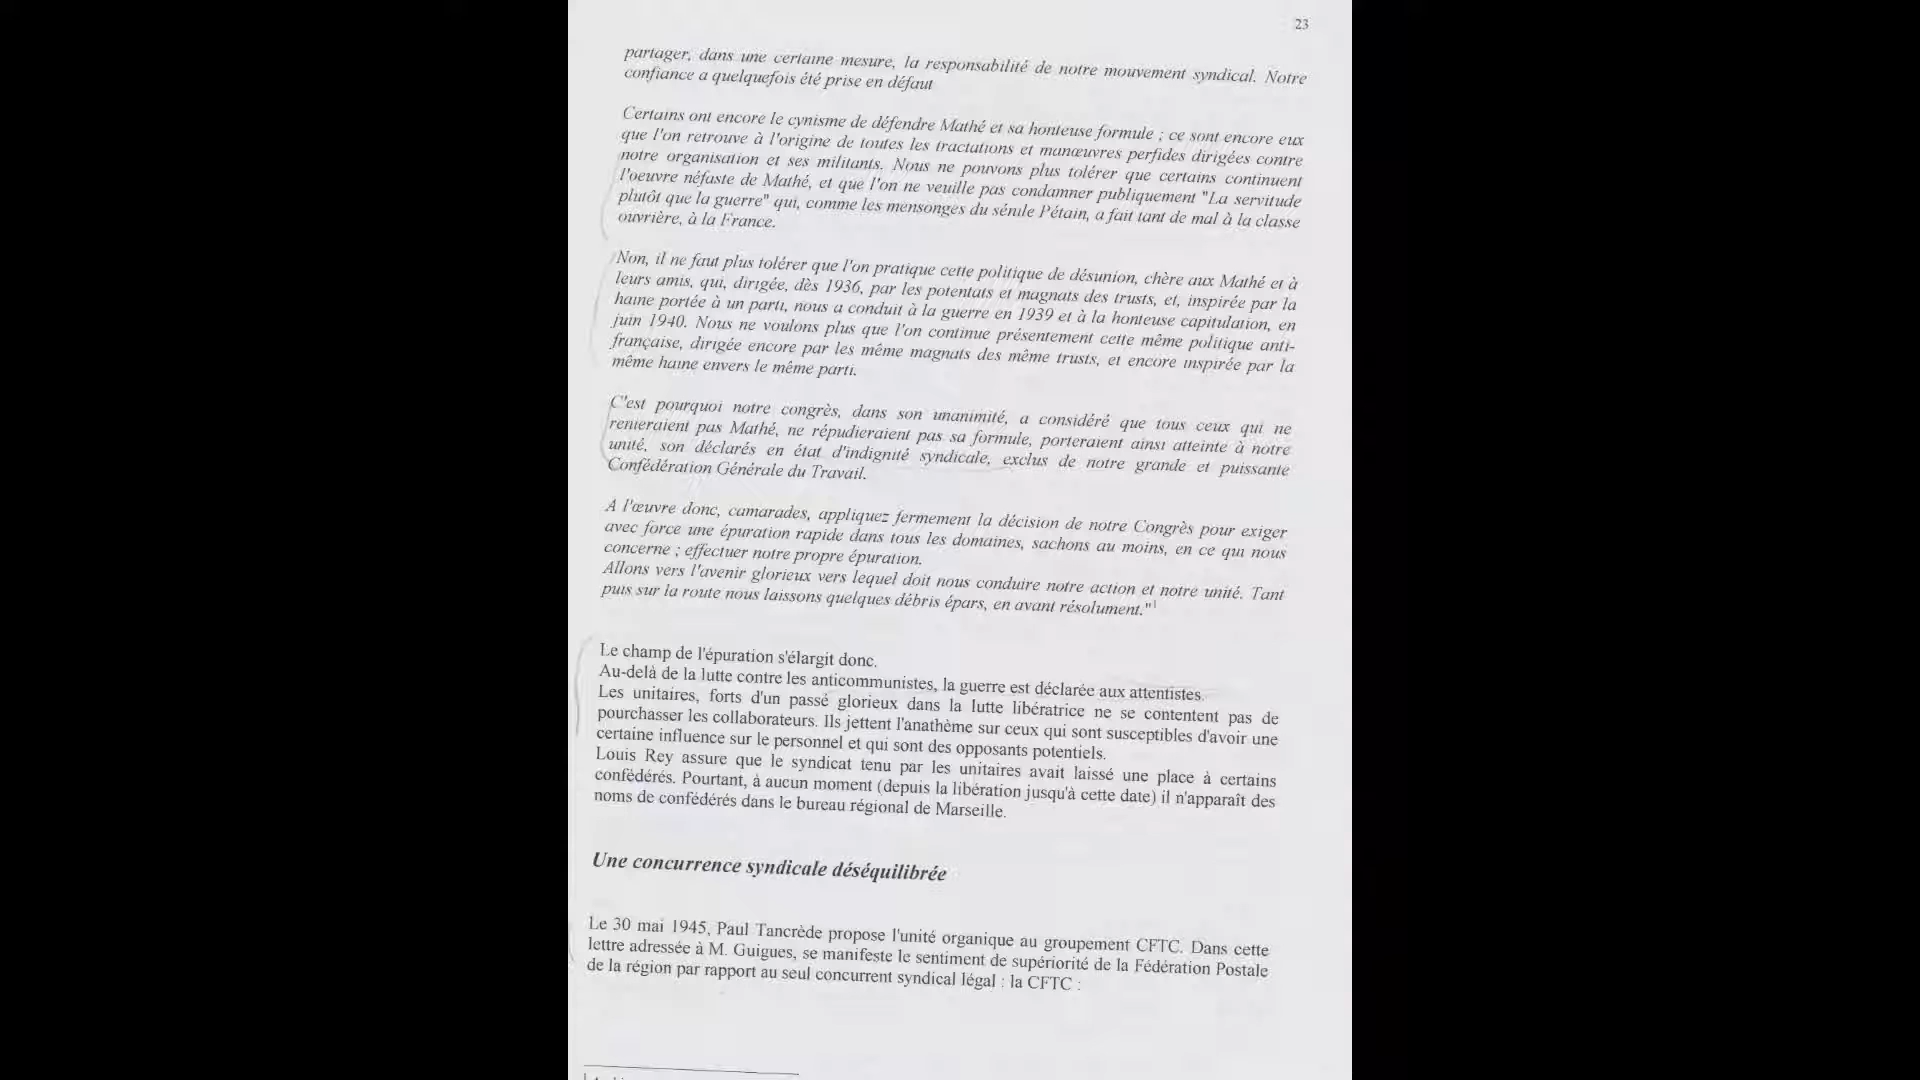 23
partager, dans une certaine mesure, la responsabilité de notre mouvement syndical. Notre
confiance a quelquefois été prise en défaut
Certains ont encore le cynisme de défendre Mathé et sa honteuse formule ; ce sont encore eux
que l'on retrouve à l'origine de toutes les tractations et manœuvres perfides dirigées contre
notre organisation et ses militants. Nous ne pouvons plus tolérer que certains continuent
l'oeuvre néfaste de Mathé, et que l'on ne veuille pas condamner publiquement "La servitude
plutôt que la guerre" qui, comme les mensonges du sénile Pétain, a fait tant de mal à la classe
ouvrière, à la France.
Non, il ne faut plus tolérer que l'on pratique cette politique de désunion, chère aux Mathé et à
leurs amis, qui, dirigée, dès 1936, par les potentats et magnats des trusts, et, inspirée par la
haine portée à un parti, nous a conduit à la guerre en 1939 et à la honteuse capitulation, en
juin 1940. Nous ne voulons plus que l'on continue présentement cette même politique anti-
française, dirigée encore par les même magnats des même trusts, et encore inspirée par la
même haine envers le même parti.
C'est pourquoi notre congrès, dans son unanimité, a considéré que tous ceux qui ne
renieraient pas Mathé, ne répudieraient pas sa formule, porteraient ainsi atteinte à notre
unité, son déclarés en état d'indignité syndicale, exclus de notre grande et puissante
Confédération Générale du Travail.
A l'œuvre donc, camarades, appliquez fermement la décision de notre Congrès pour exiger
avec force une épuration rapide dans tous les domaines, sachons au moins, en ce qui nous
concerne ; effectuer notre propre épuration.
Allons vers l'avenir glorieux vers lequel doit nous conduire notre action et notre unité. Tant
puis sur la route nous laissons quelques débris épars, en avant résolument."1
Le champ de l'épuration s'élargit donc.
Au-delà de la lutte contre les anticommunistes, la guerre est déclarée aux attentistes.
Les unitaires, forts d'un passé glorieux dans la lutte libératrice ne se contentent pas de
pourchasser les collaborateurs. Ils jettent l'anathème sur ceux qui sont susceptibles d'avoir une
certaine influence sur le personnel et qui sont des opposants potentiels.
Louis Rey assure que le syndicat tenu par les unitaires avait laissé une place à certains
confédérés. Pourtant, à aucun moment (depuis la libération jusqu'à cette date) il n'apparaît des
noms de confédérés dans le bureau régional de Marseille.
Une concurrence syndicale déséquilibrée
Le 30 mai 1945, Paul Tancrède propose l'unité organique au groupement CFTC. Dans cette
lettre adressée à M. Guigues, se manifeste le sentiment de supériorité de la Fédération Postale
de la région par rapport au seul concurrent syndical légal : la CFTC :